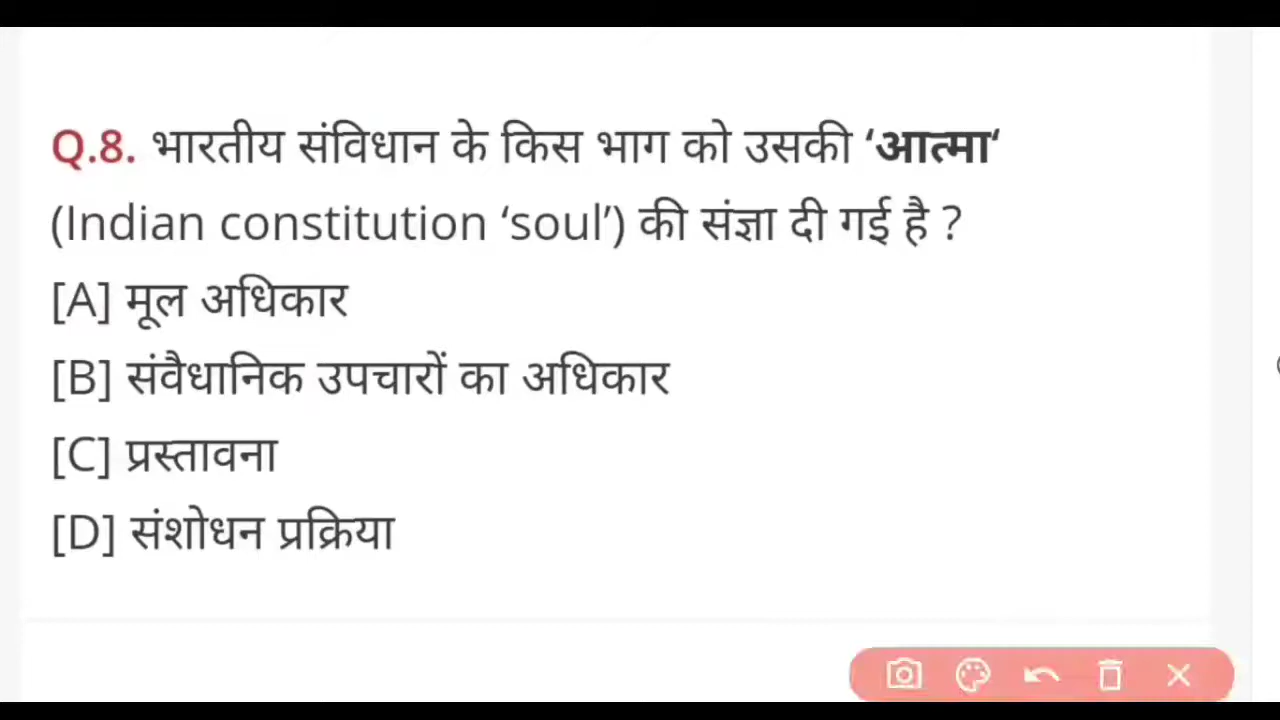 Q.8. भारतीय संविधान के किस भाग को उसकी ‘आत्मा‘
(Indian constitution ‘soul’) की संज्ञा दी गई है ?
[A] मूल अधिकार
[B] संवैधानिक उपचारों का अधिकार
[C] प्रस्तावना
[D] संशोधन प्रक्रिया